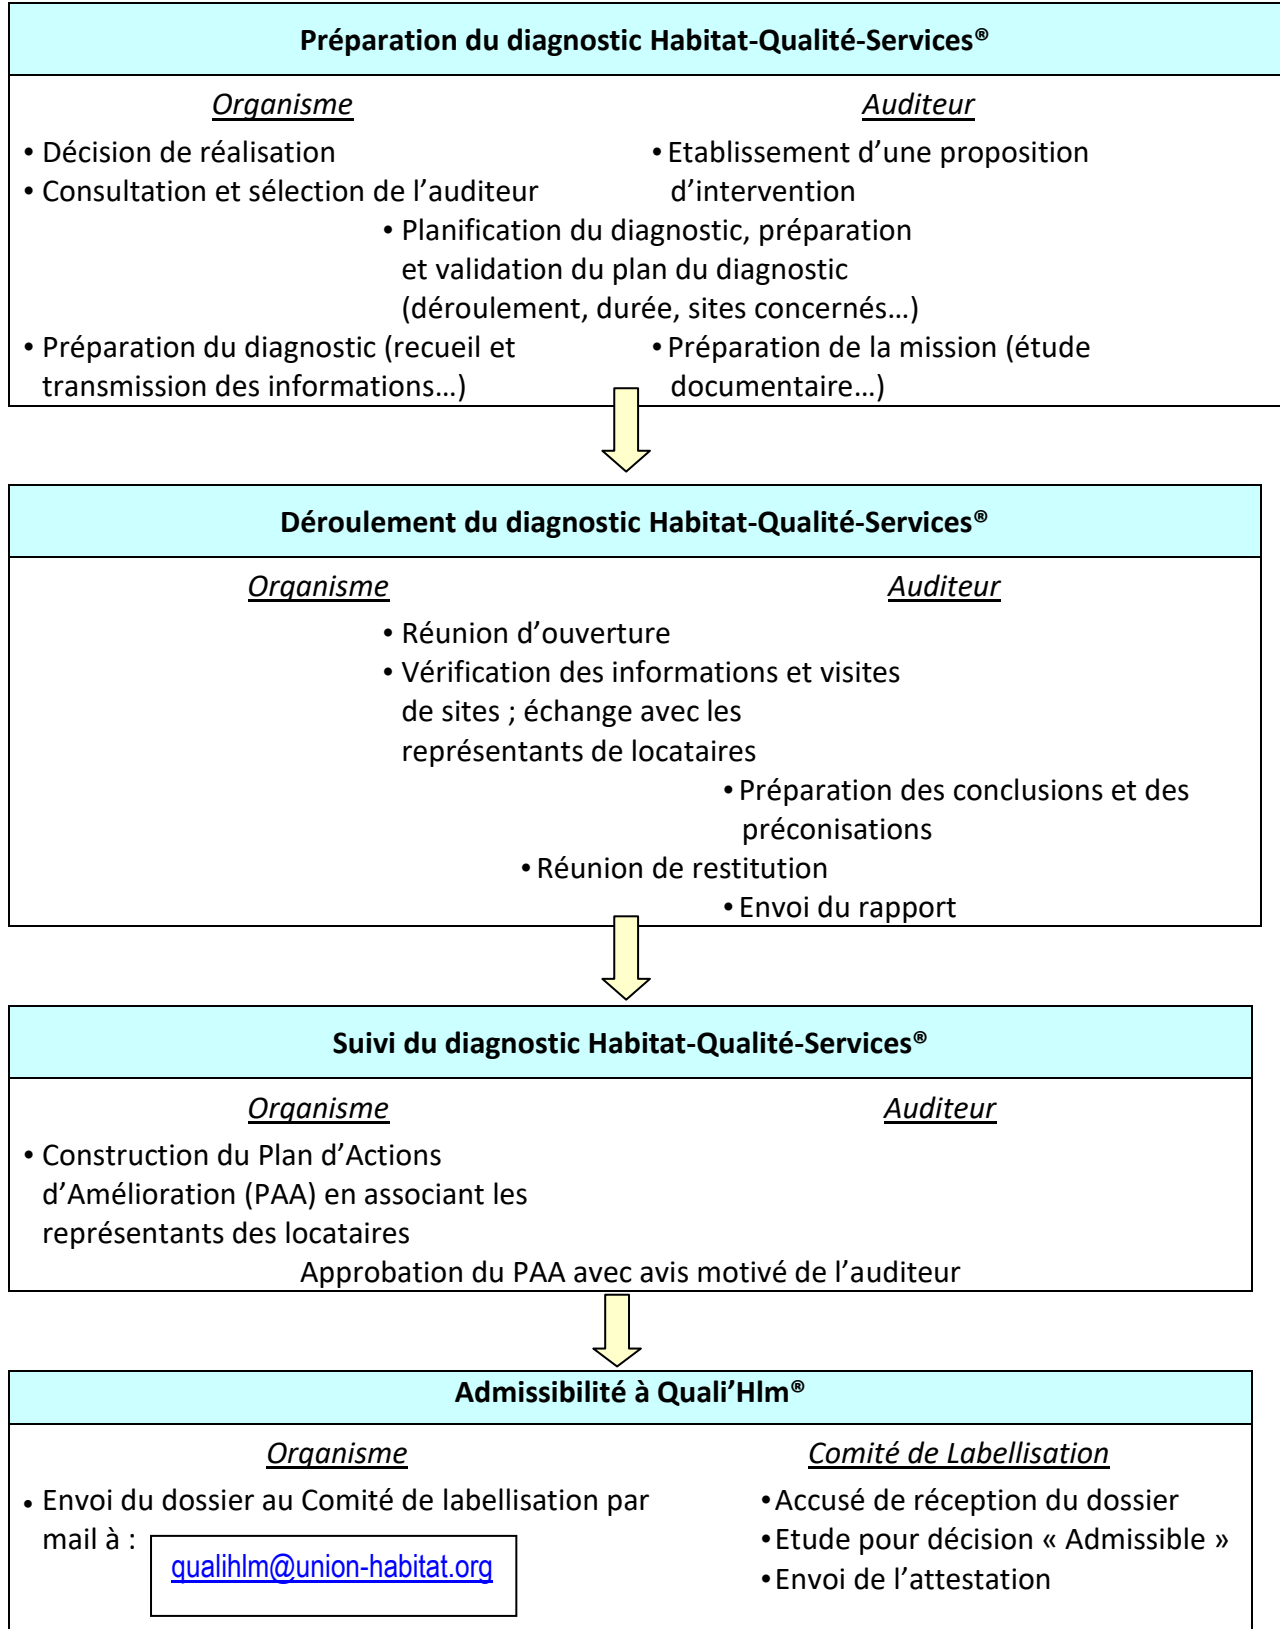 Préparation du diagnostic Habitat-Qualité-Services®
Organisme
Auditeur
• Décision de réalisation
• Consultation et sélection de l’auditeur
• Etablissement d’une proposition
d’intervention
• Planification du diagnostic, préparation
et validation du plan du diagnostic
(déroulement, durée, sites concernés…)
• Préparation du diagnostic (recueil et
transmission des informations…)
• Préparation de la mission (étude
documentaire…)
Déroulement du diagnostic Habitat-Qualité-Services®
Organisme
Auditeur
• Réunion d’ouverture
• Vérification des informations et visites
de sites ; échange avec les
représentants de locataires
• Préparation des conclusions et des
préconisations
• Réunion de restitution
• Envoi du rapport
Suivi du diagnostic Habitat-Qualité-Services®
Organisme
Auditeur
• Construction du Plan d’Actions
d’Amélioration (PAA) en associant les
représentants des locataires
Approbation du PAA avec avis motivé de l’auditeur
Admissibilité à Quali’Hlm®
Organisme
Comité de Labellisation
• Envoi du dossier au Comité de labellisation par
mail à :
qualihlm@union-habitat.org
• Accusé de réception du dossier
• Etude pour décision « Admissible »
• Envoi de l’attestation